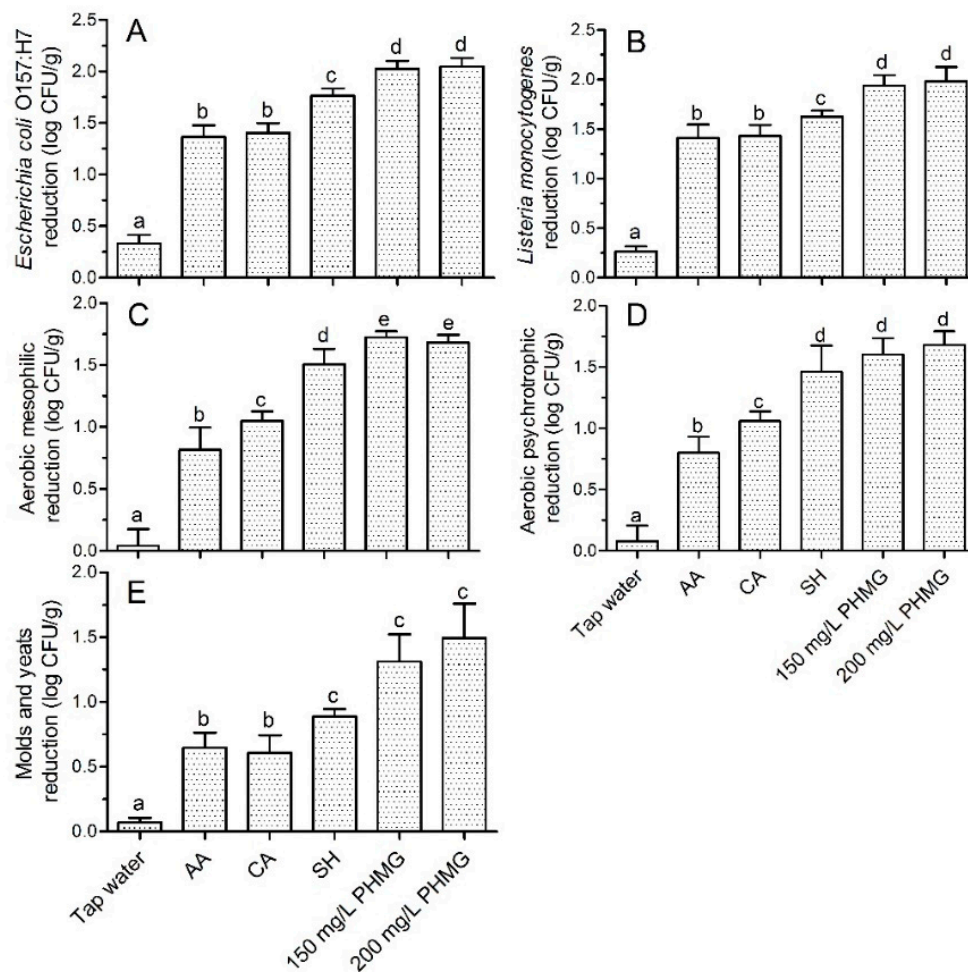 A
Escherichia coli O157:H7
reduction (log CFU/g)
2.5
2.0
1.5
1.0
0.5
0.0
a
b
b
c
d
d
B
Listeria monocytogenes
reduction (log CFU/g)
2.5
2.0
1.5
1.0
0.5
0.0
a
b
b
c
d
d
C
Aerobic mesophilic
reduction (log CFU/g)
2.0
1.5
1.0
0.5
0.0
a
b
c
d
e
e
D
Aerobic psychrotrophic
reduction (log CFU/g)
2.0
1.5
1.0
0.5
0.0
a
b
c
d
d
d
Tap water
AA
CA
SH
150 mg/L PHMG
200 mg/L PHMG
E
Molds and yeats
reduction (log CFU/g)
2.0
1.5
1.0
0.5
0.0
a
b
b
c
c
c
Tap water
AA
CA
SH
150 mg/L PHMG
200 mg/L PHMG